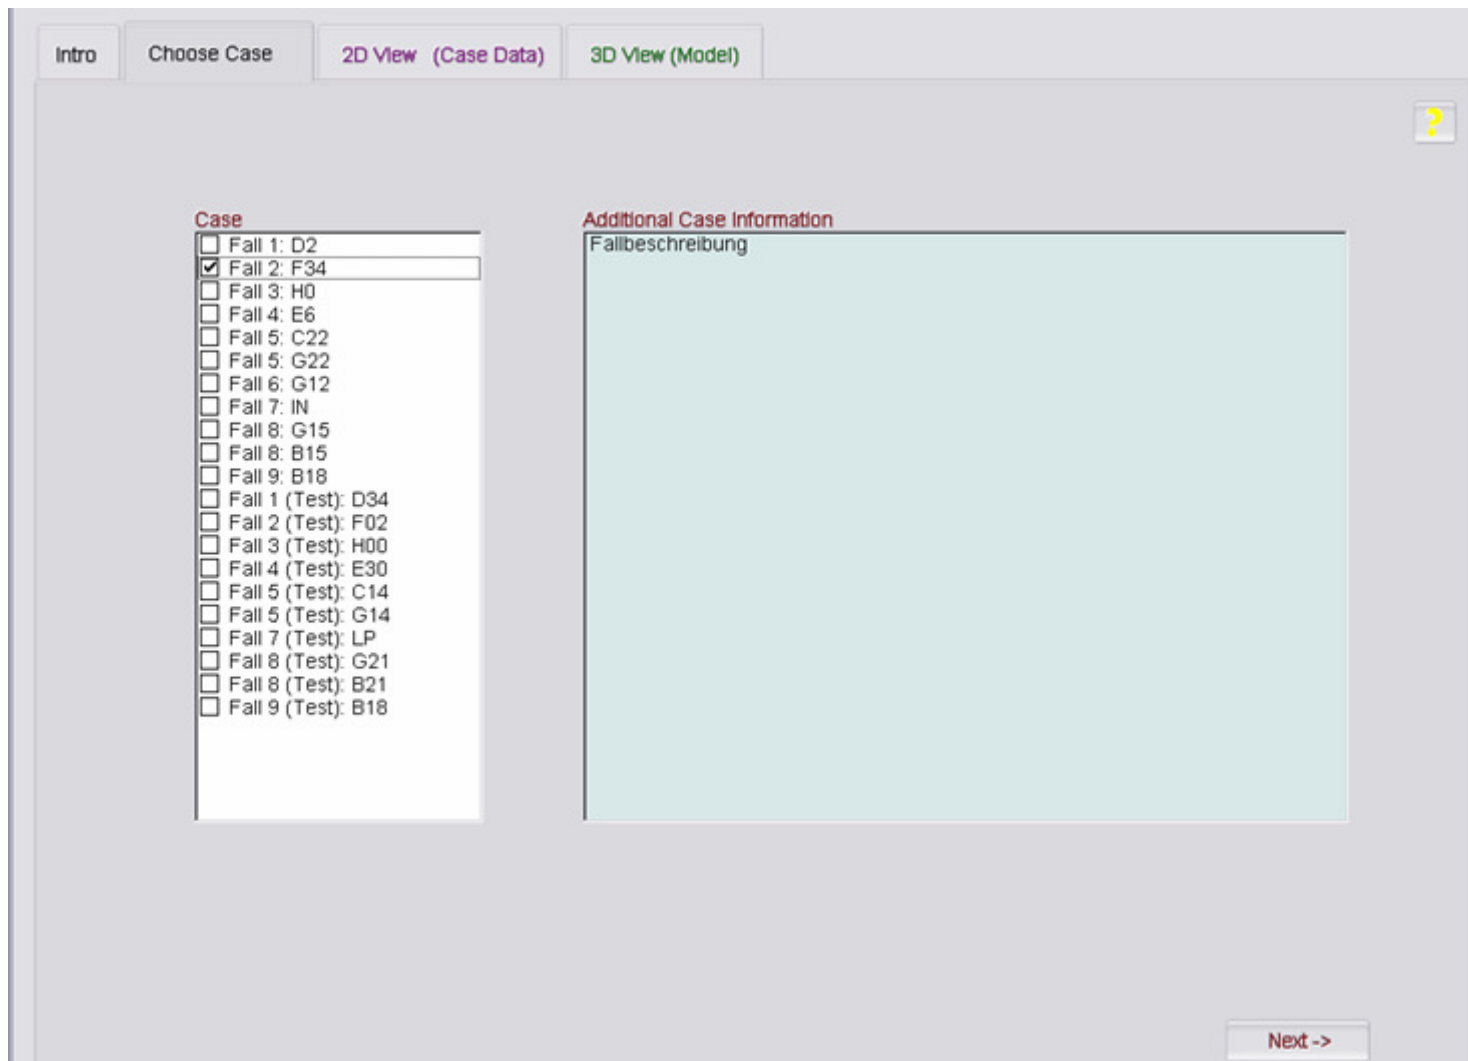 Intro
Choose Case
2D View (Case Data)
3D View (Model)
?
Case
Fall 1: D2
Fall 2: F34
Fall 3: H0
Fall 4: E6
Fall 5: C22
Fall 5: G22
Fall 6: G12
Fall 7: IN
Fall 8: G15
Fall 8: B15
Fall 9: B18
Fall 1 (Test): D34
Fall 2 (Test): F02
Fall 3 (Test): H00
Fall 4 (Test): E30
Fall 5 (Test): C14
Fall 5 (Test): G14
Fall 7 (Test): LP
Fall 8 (Test): G21
Fall 8 (Test): B21
Fall 9 (Test): B18
Additional Case Information
Fallbeschreibung
Next ->